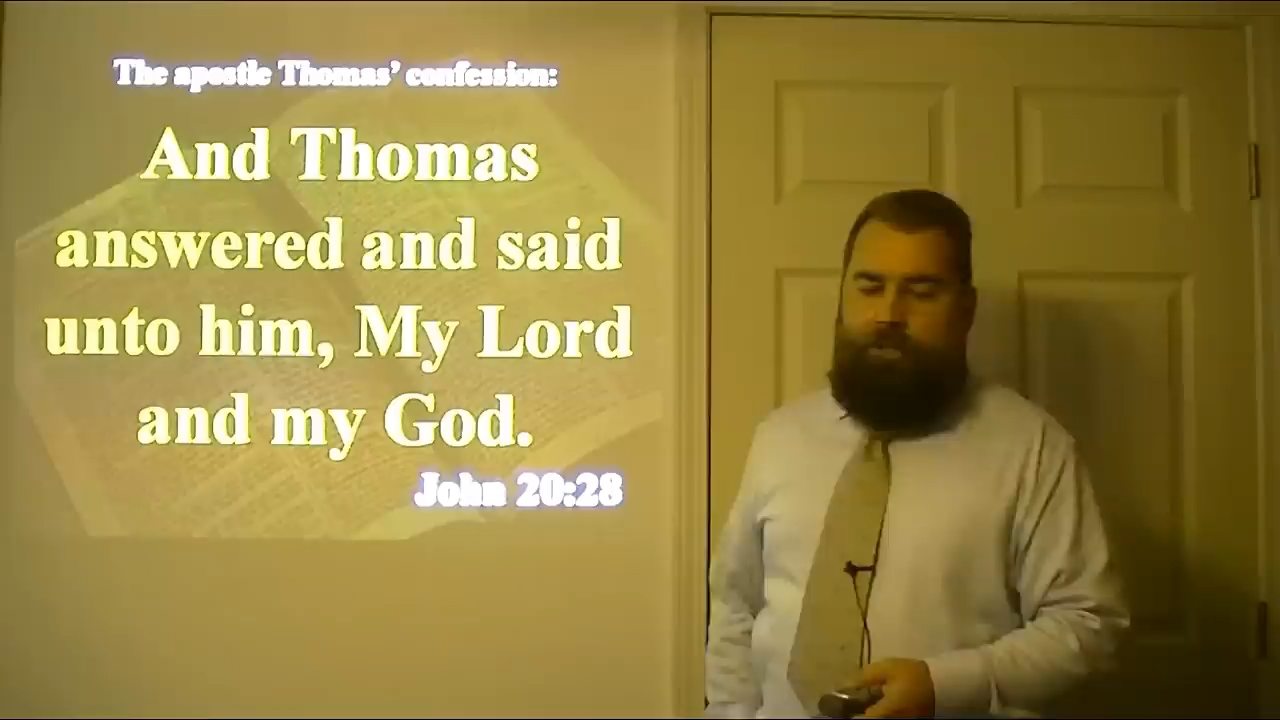 The apostle Thomas' confession:
And Thomas
answered and said
unto him, My Lord
and my God.
John 20:28